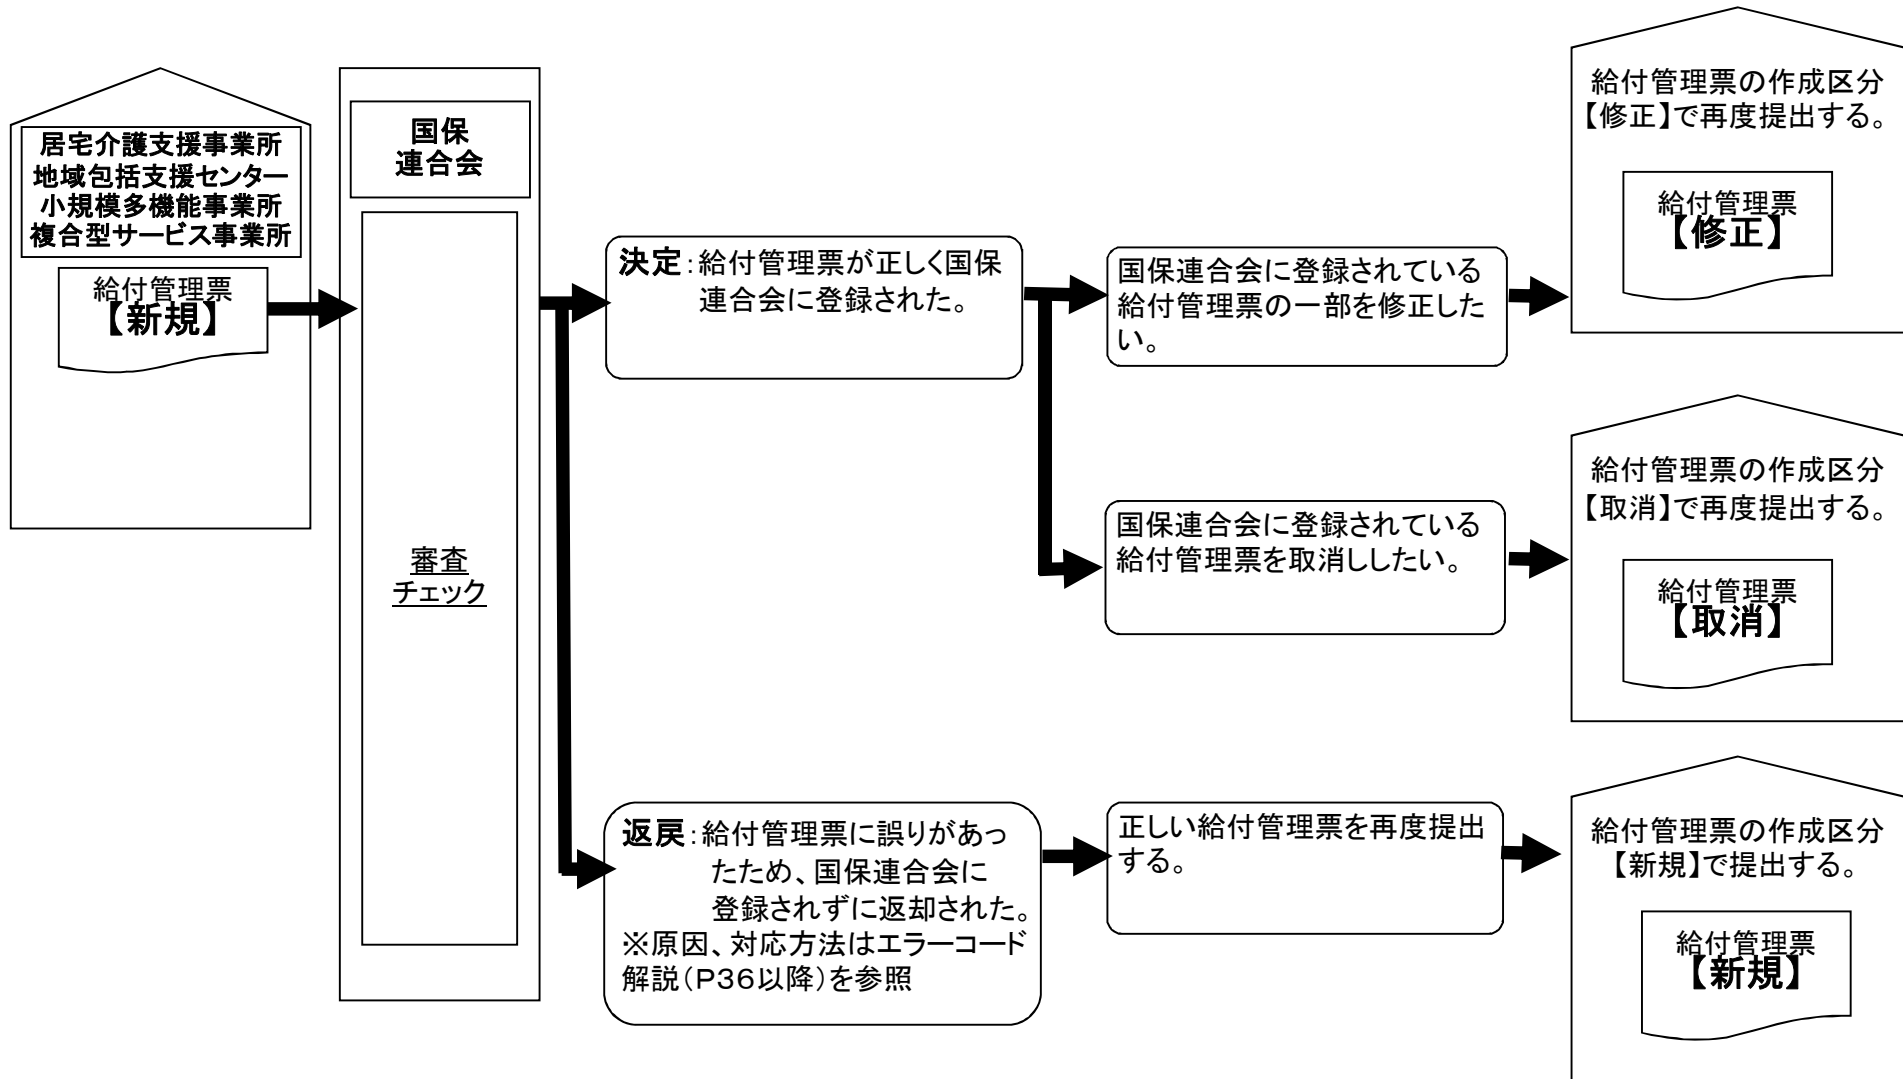 居宅介護支援事業所
地域包括支援センター
小規模多機能事業所
複合型サービス事業所
給付管理票
【新規】
国保
連合会
審査
チェック
決定：給付管理票が正しく国保
連合会に登録された。
国保連合会に登録されている
給付管理票の一部を修正した
い。
給付管理票の作成区分
【修正】で再度提出する。
給付管理票
【修正】
国保連合会に登録されている
給付管理票を取消ししたい。
給付管理票の作成区分
【取消】で再度提出する。
給付管理票
【取消】
返戻：給付管理票に誤りがあっ
たため、国保連合会に
登録されずに返却された。
※原因、対応方法はエラーコード
解説（P36以降）を参照
正しい給付管理票を再度提出
する。
給付管理票の作成区分
【新規】で提出する。
給付管理票
【新規】